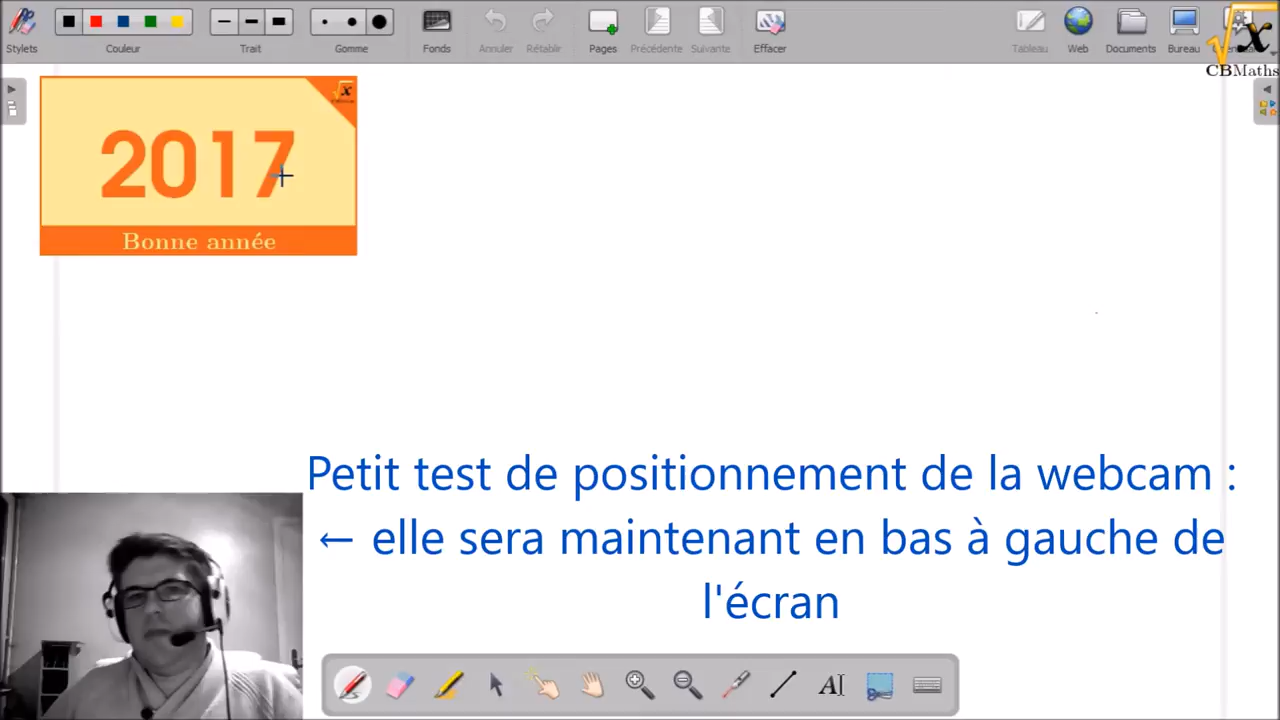 Stylets
Couleur
Trait
Gomme
Fonds
Annuler
Rétablir
Pages
Précédente
Suivante
Effacer
Tableau
Web
Documents
Bureau
√x
CBMaths
2017
Bonne année
Petit test de positionnement de la webcam :
← elle sera maintenant en bas à gauche de
l'écran